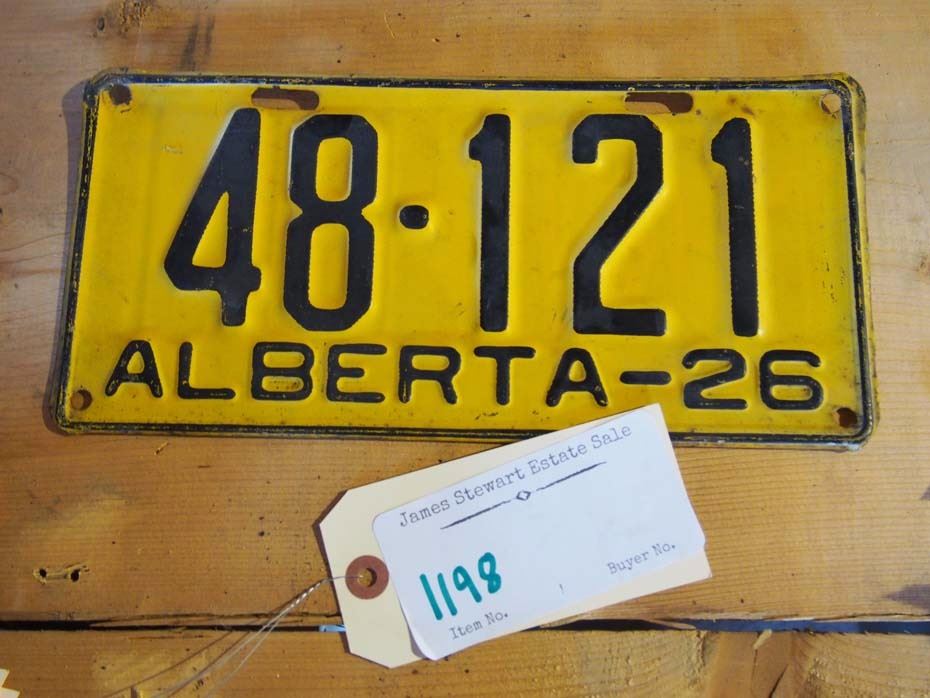 48·121
ALBERTA-26
James Stewart Estate Sale
1198
Item No.
Buyer No.